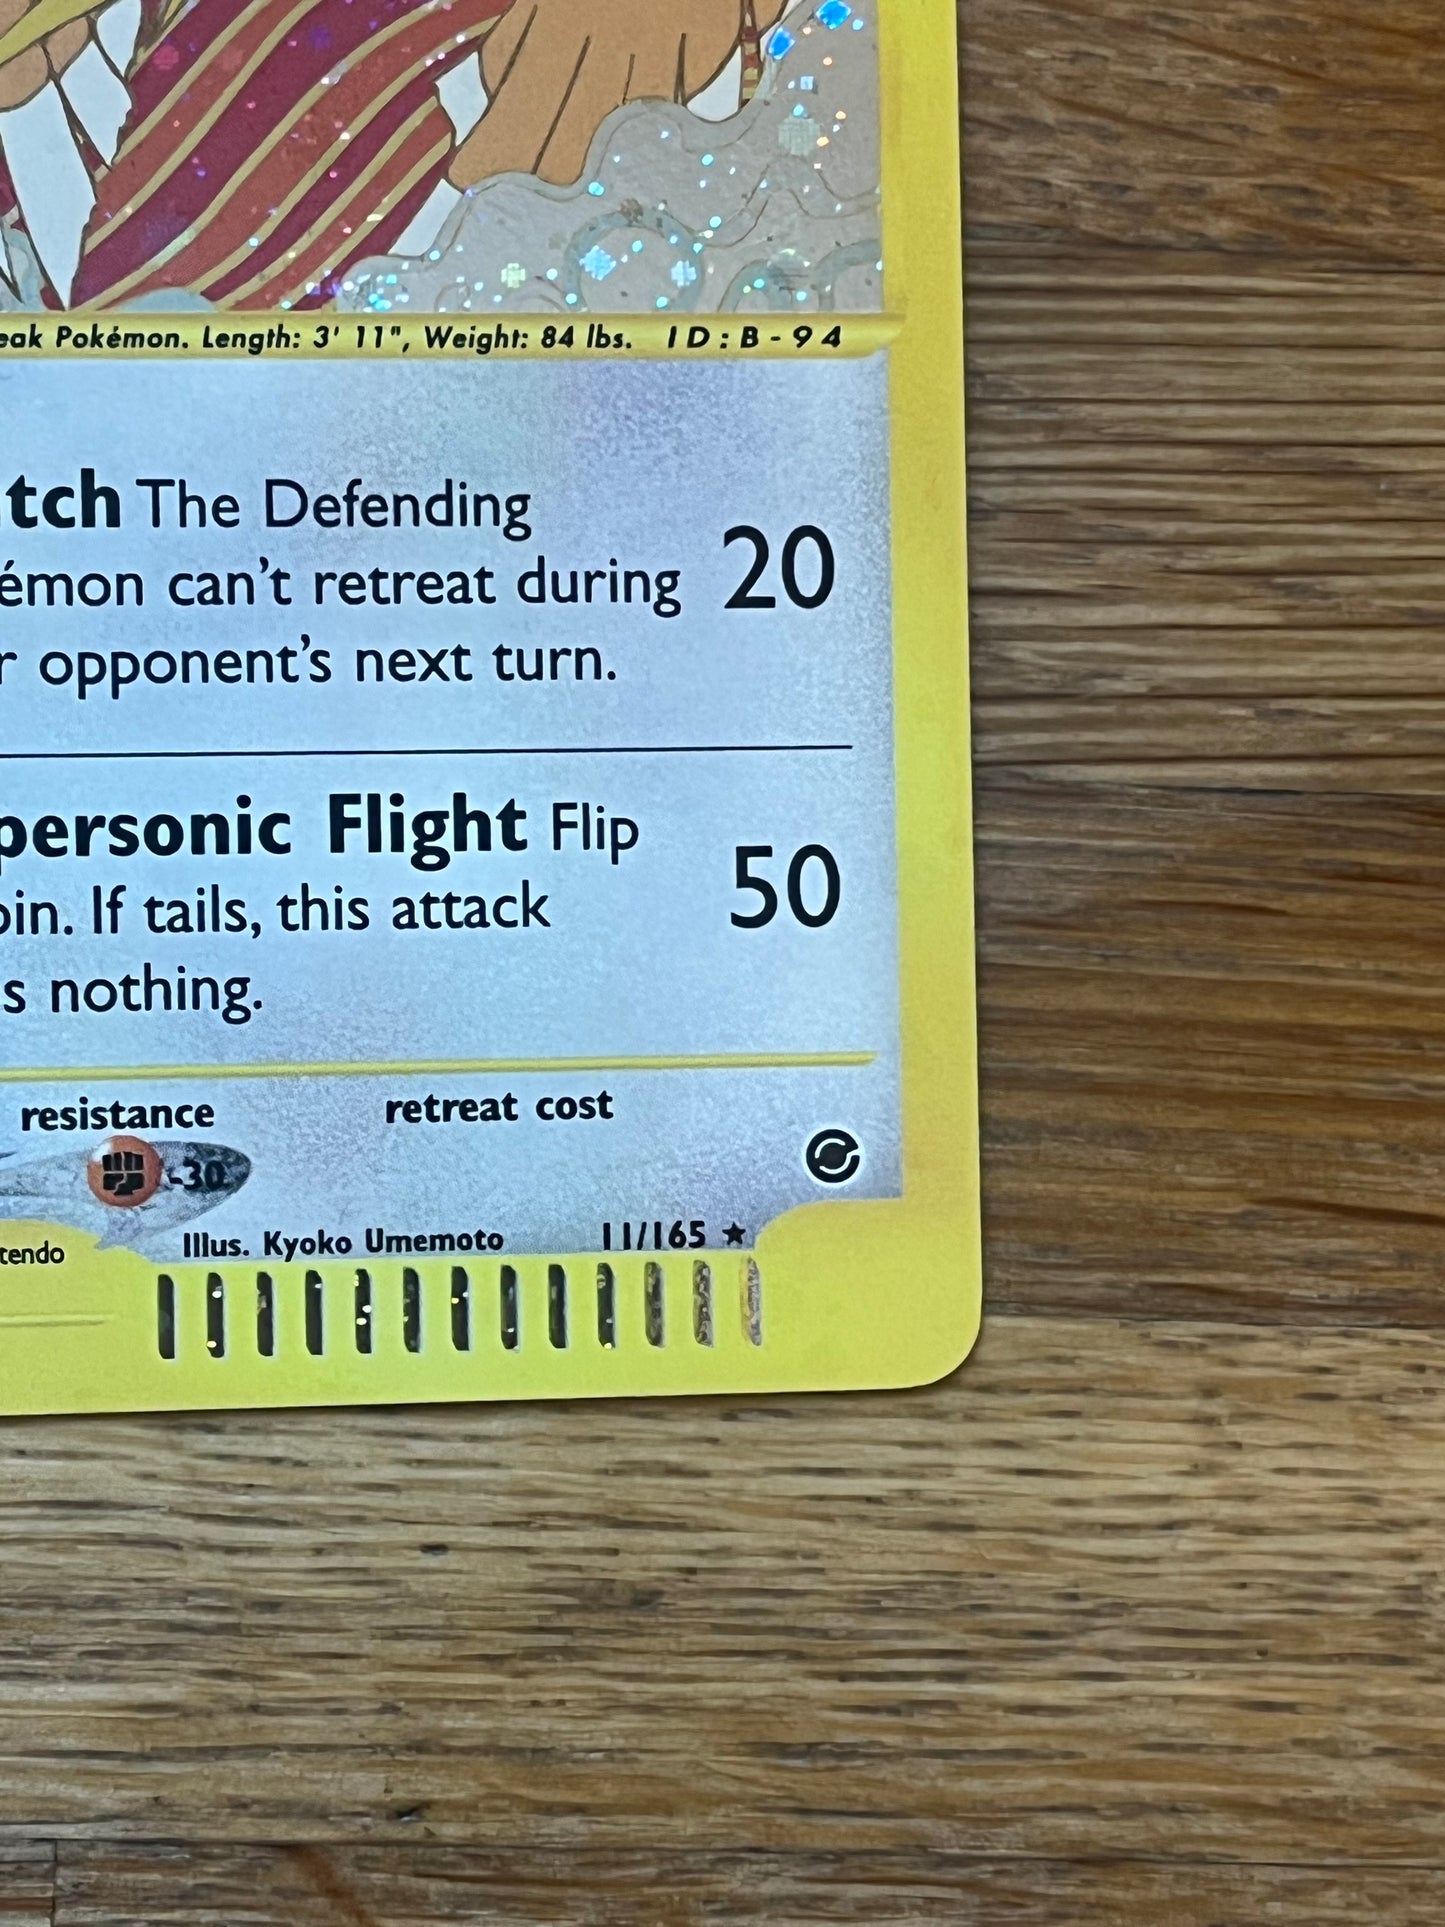 eak Pokémon. Length: 3' 11", Weight: 84 lbs. ID:B-94
tch The Defending
émon can't retreat during 20
r opponent's next turn.
personic Flight Flip
oin. If tails, this attack 50
s nothing.
resistance retreat cost
-30
Illus. Kyoko Umemoto 11/165 ★
tendo